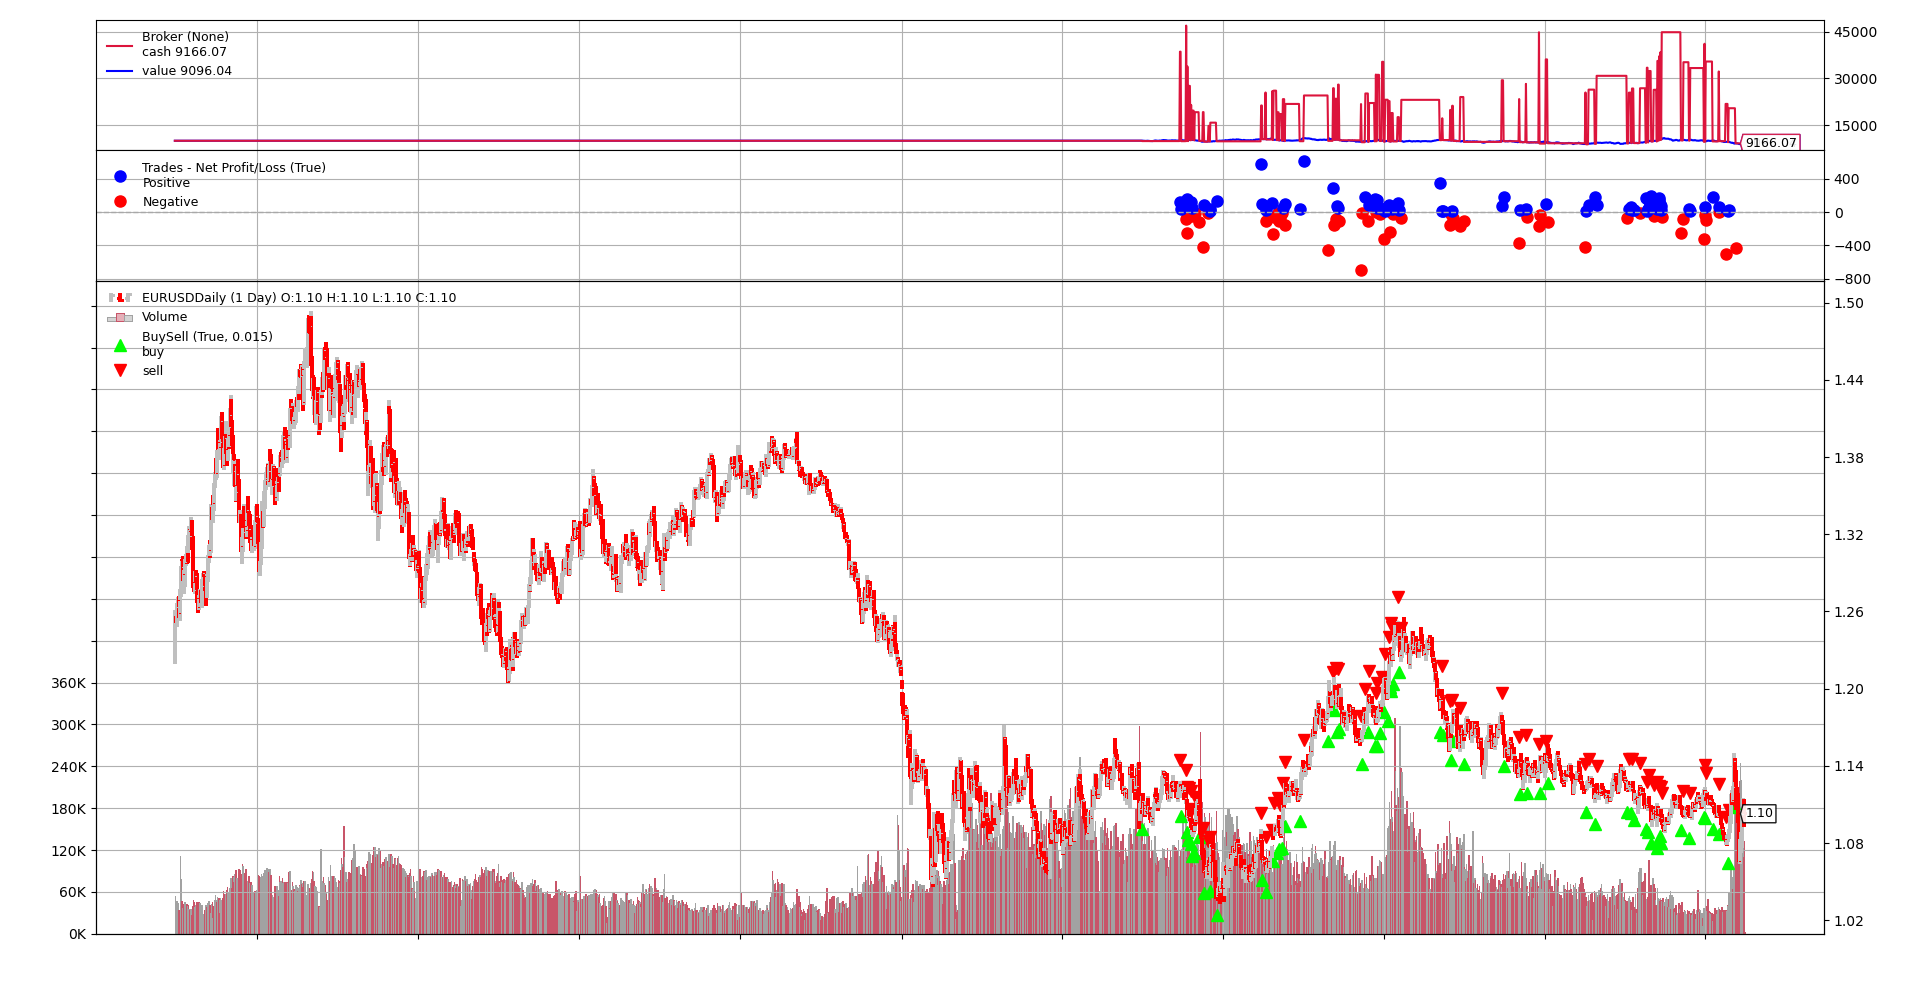 Broker (None)
cash 9166.07
value 9096.04
45000
30000
15000
9166.07
Trades - Net Profit/Loss (True)
Positive
Negative
400
0
−400
−800
EURUSDDaily (1 Day) O:1.10 H:1.10 L:1.10 C:1.10
Volume
BuySell (True, 0.015)
buy
sell
1.50
1.44
1.38
1.32
1.26
1.20
1.14
1.10
1.08
1.02
360K
300K
240K
180K
120K
60K
0K